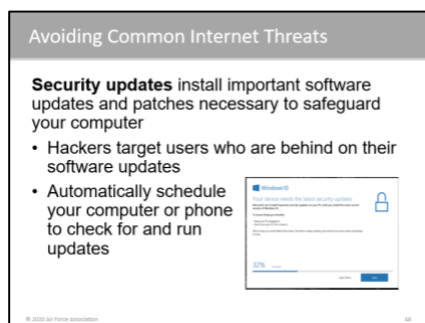 Avoiding Common Internet Threats
Security updates install important software
updates and patches necessary to safeguard
your computer
• Hackers target users who are behind on their
software updates
• Automatically schedule
your computer or phone
to check for and run
updates
Windows 10
Your device needs the latest security updates
32%
© 2020 Air Force Association